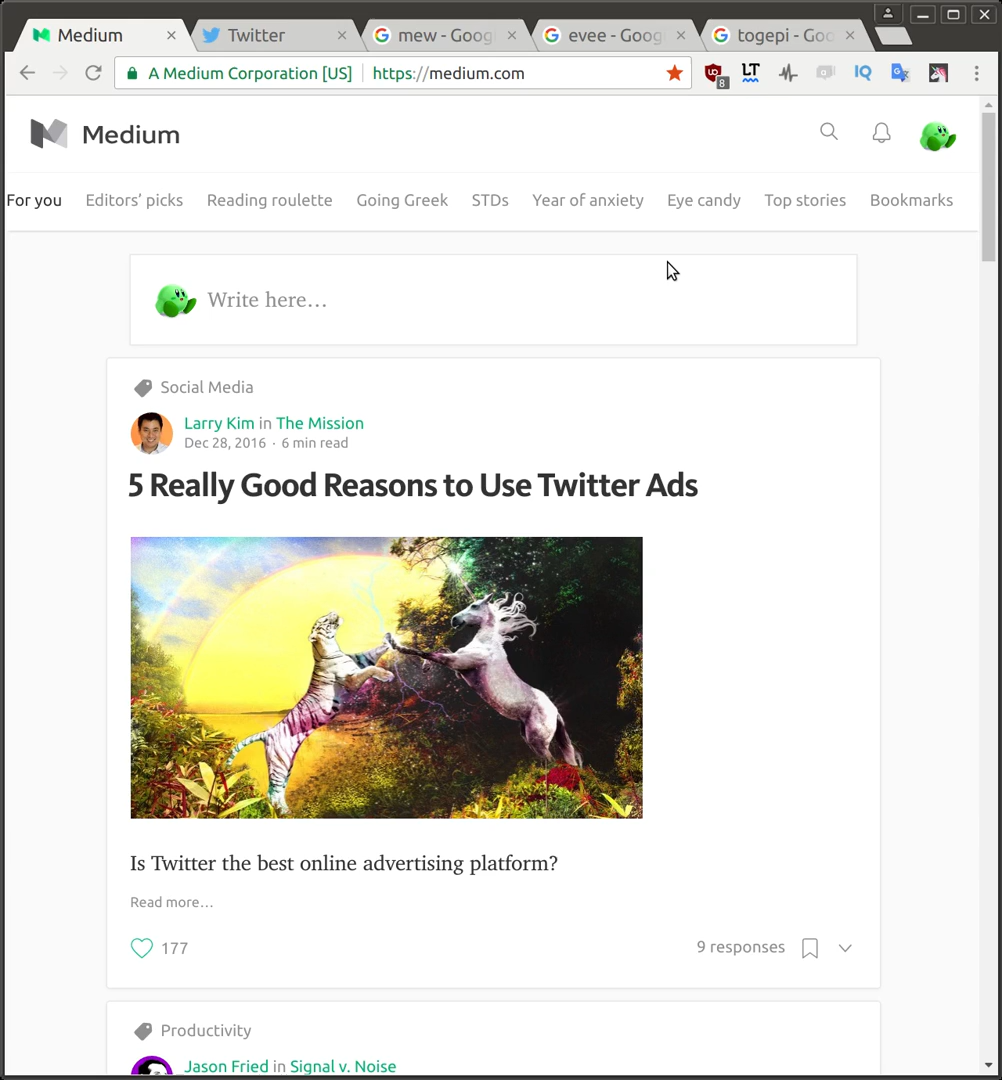 Medium Twitter mew - Goog evee - Goog togepi - Goo
A Medium Corporation [US] https://medium.com 8 LT IQ
Medium
For you Editors’ picks Reading roulette Going Greek STDs Year of anxiety Eye candy Top stories Bookmarks
Write here…
Social Media
Larry Kim in The Mission
Dec 28, 2016 · 6 min read
5 Really Good Reasons to Use Twitter Ads
Is Twitter the best online advertising platform?
Read more…
177 9 responses
Productivity
Jason Fried in Signal v. Noise